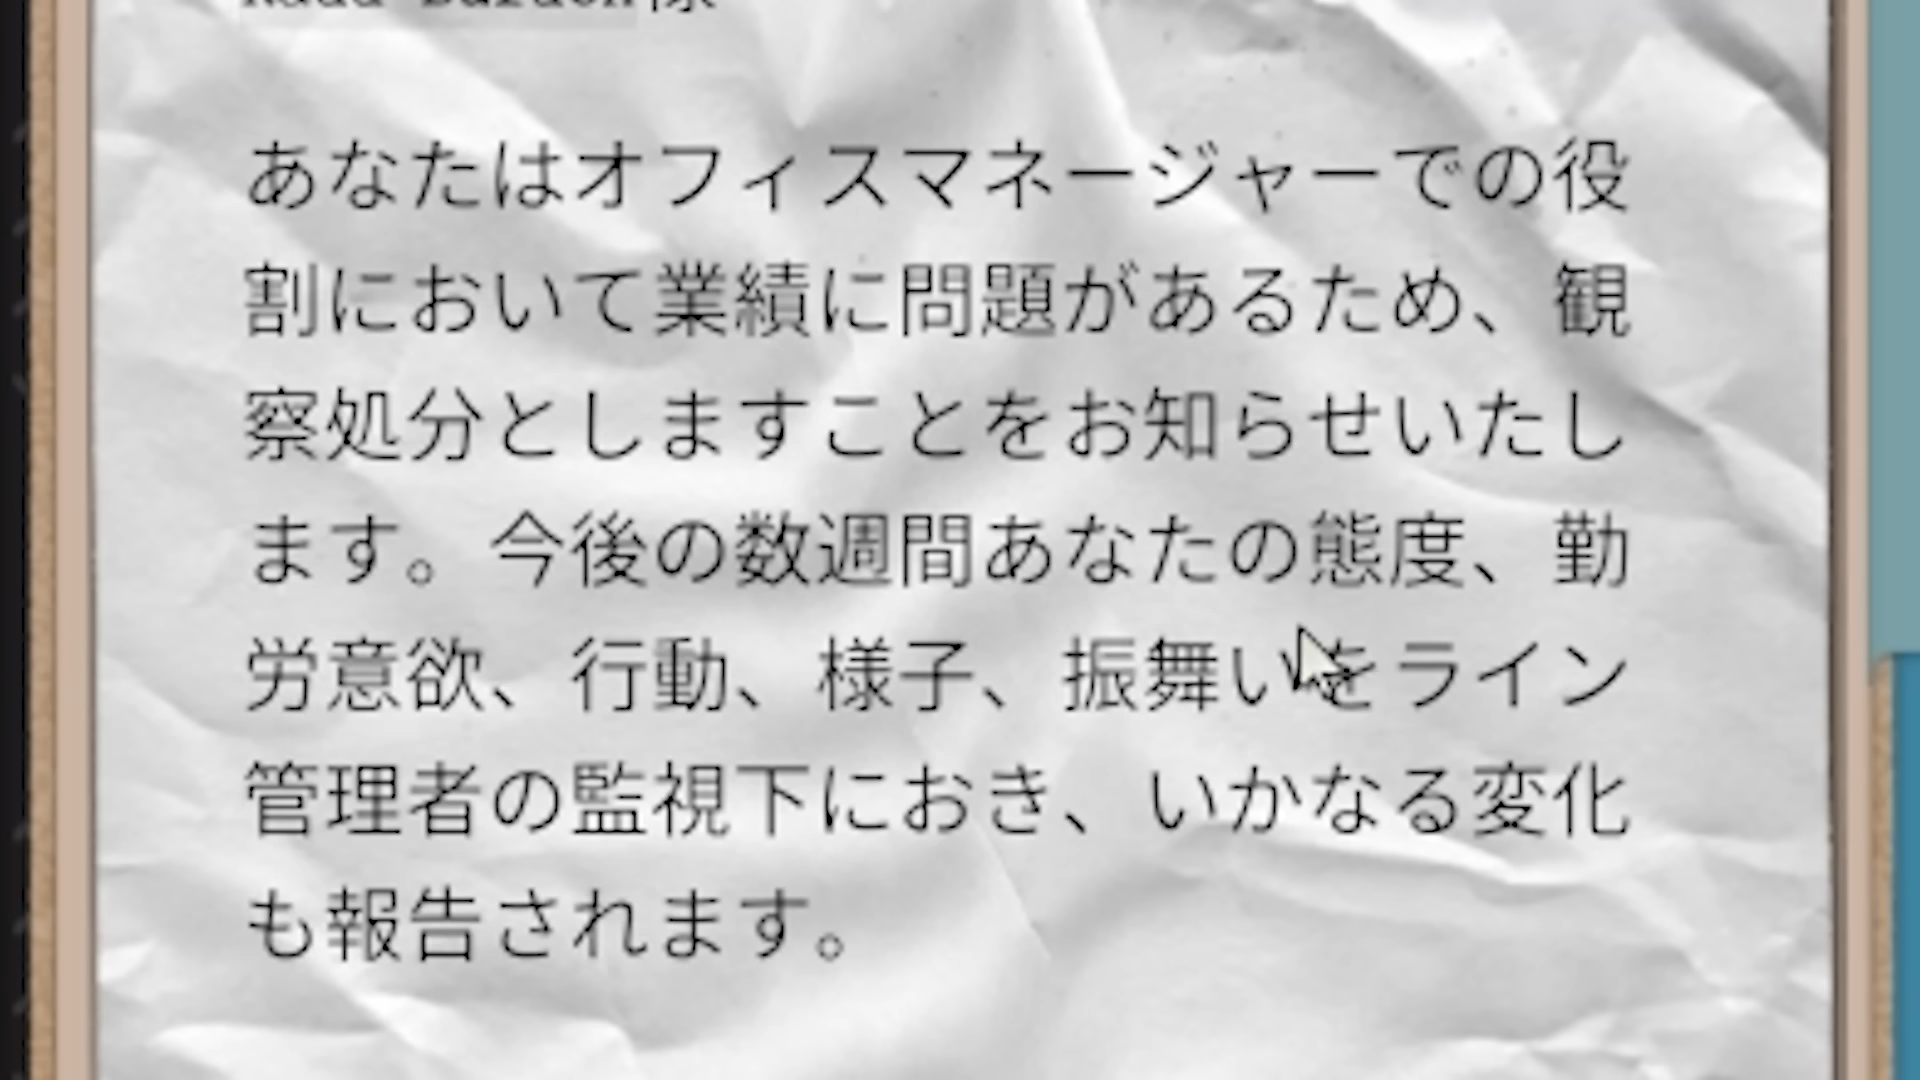 様
あなたはオフィスマネージャーでの役
割において業績に問題があるため、観
察処分としますことをお知らせいたし
ます。今後の数週間あなたの態度、勤
労意欲、行動、様子、振舞いをライン
管理者の監視下におき、いかなる変化
も報告されます。